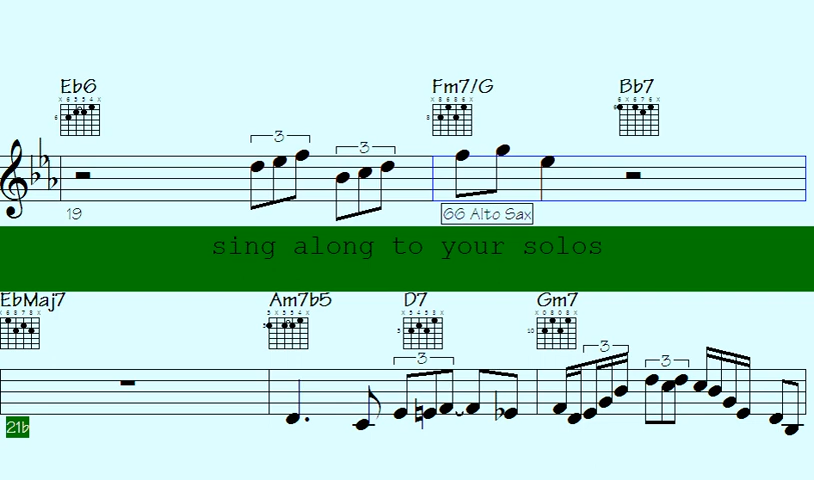 Eb6 Fm7/G Bb7
3 3
19 66 Alto Sax
sing along to your solos
EbMaj7 Am7b5 D7 Gm7
3 3 3
21b